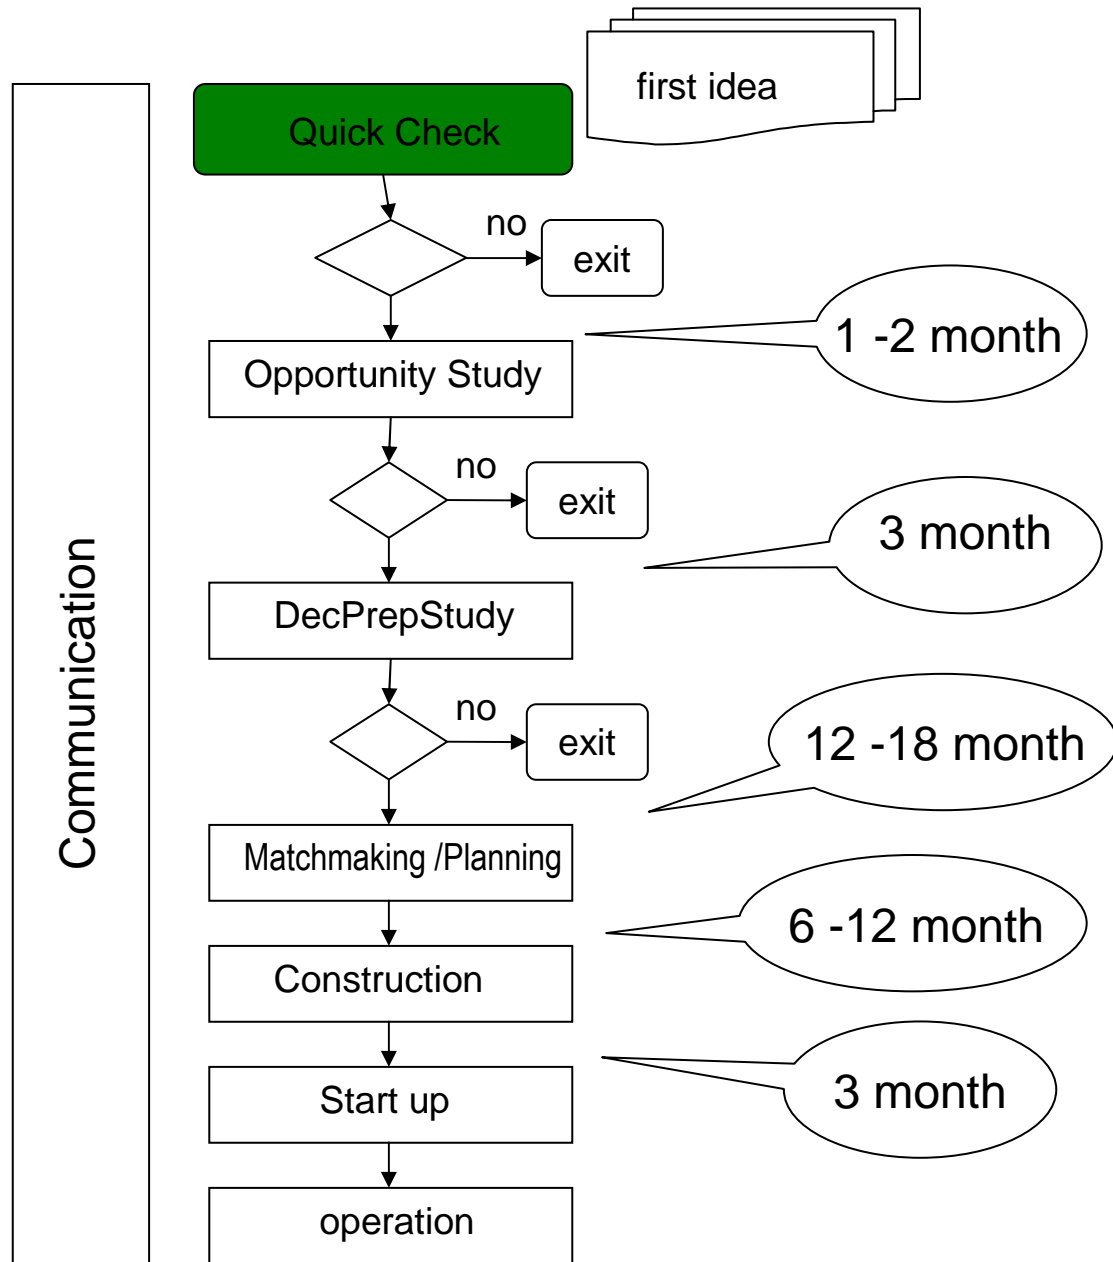 first idea
Quick Check
no
exit
1 -2 month
Opportunity Study
no
exit
3 month
DecPrepStudy
no
exit
12 -18 month
Matchmaking /Planning
6 -12 month
Construction
3 month
Start up
operation
Communication